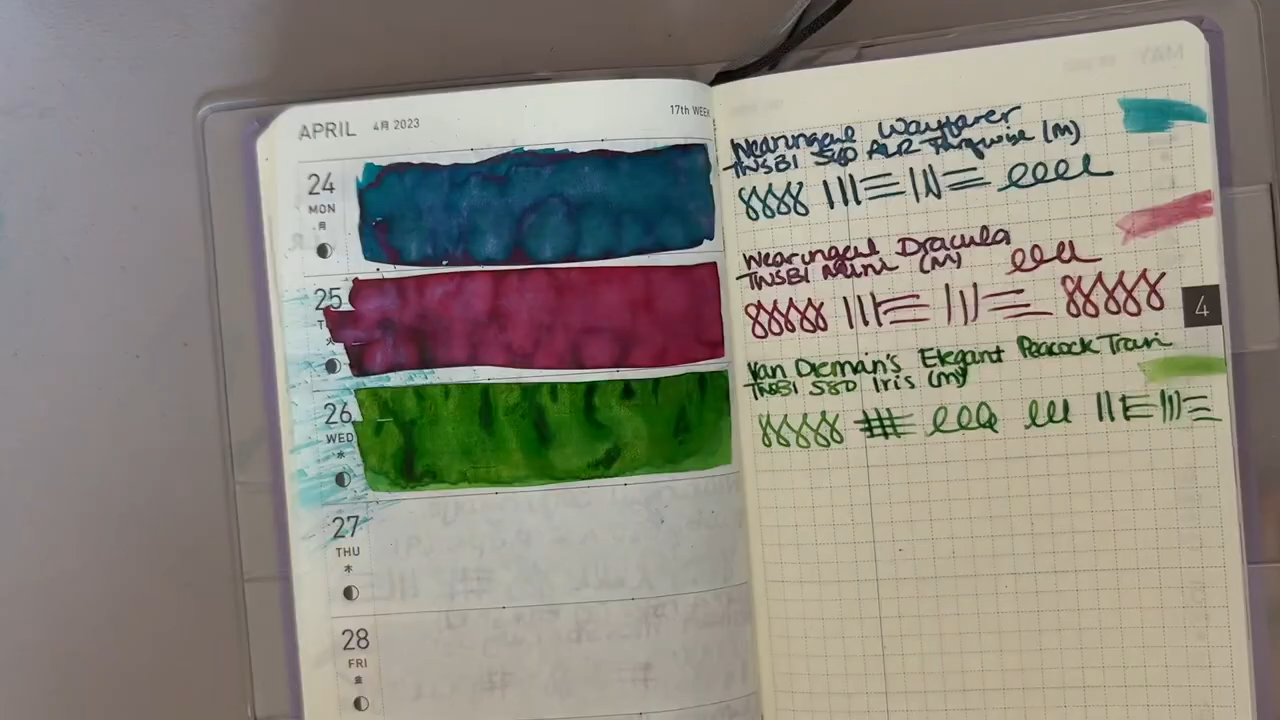 APRIL 4月 2023
17th WEEK
24
MON
月
25
T
火
26
WED
水
27
THU
木
28
FRI
金
MAY
Wearingeul Wayfarer
TWSBI 580 ALR Turquoise (M)
Wearingeul Dracula
TWSBI Mini (M)
4
Van Dieman's Elegant Peacock Train
TWSBI 580 Iris (M)